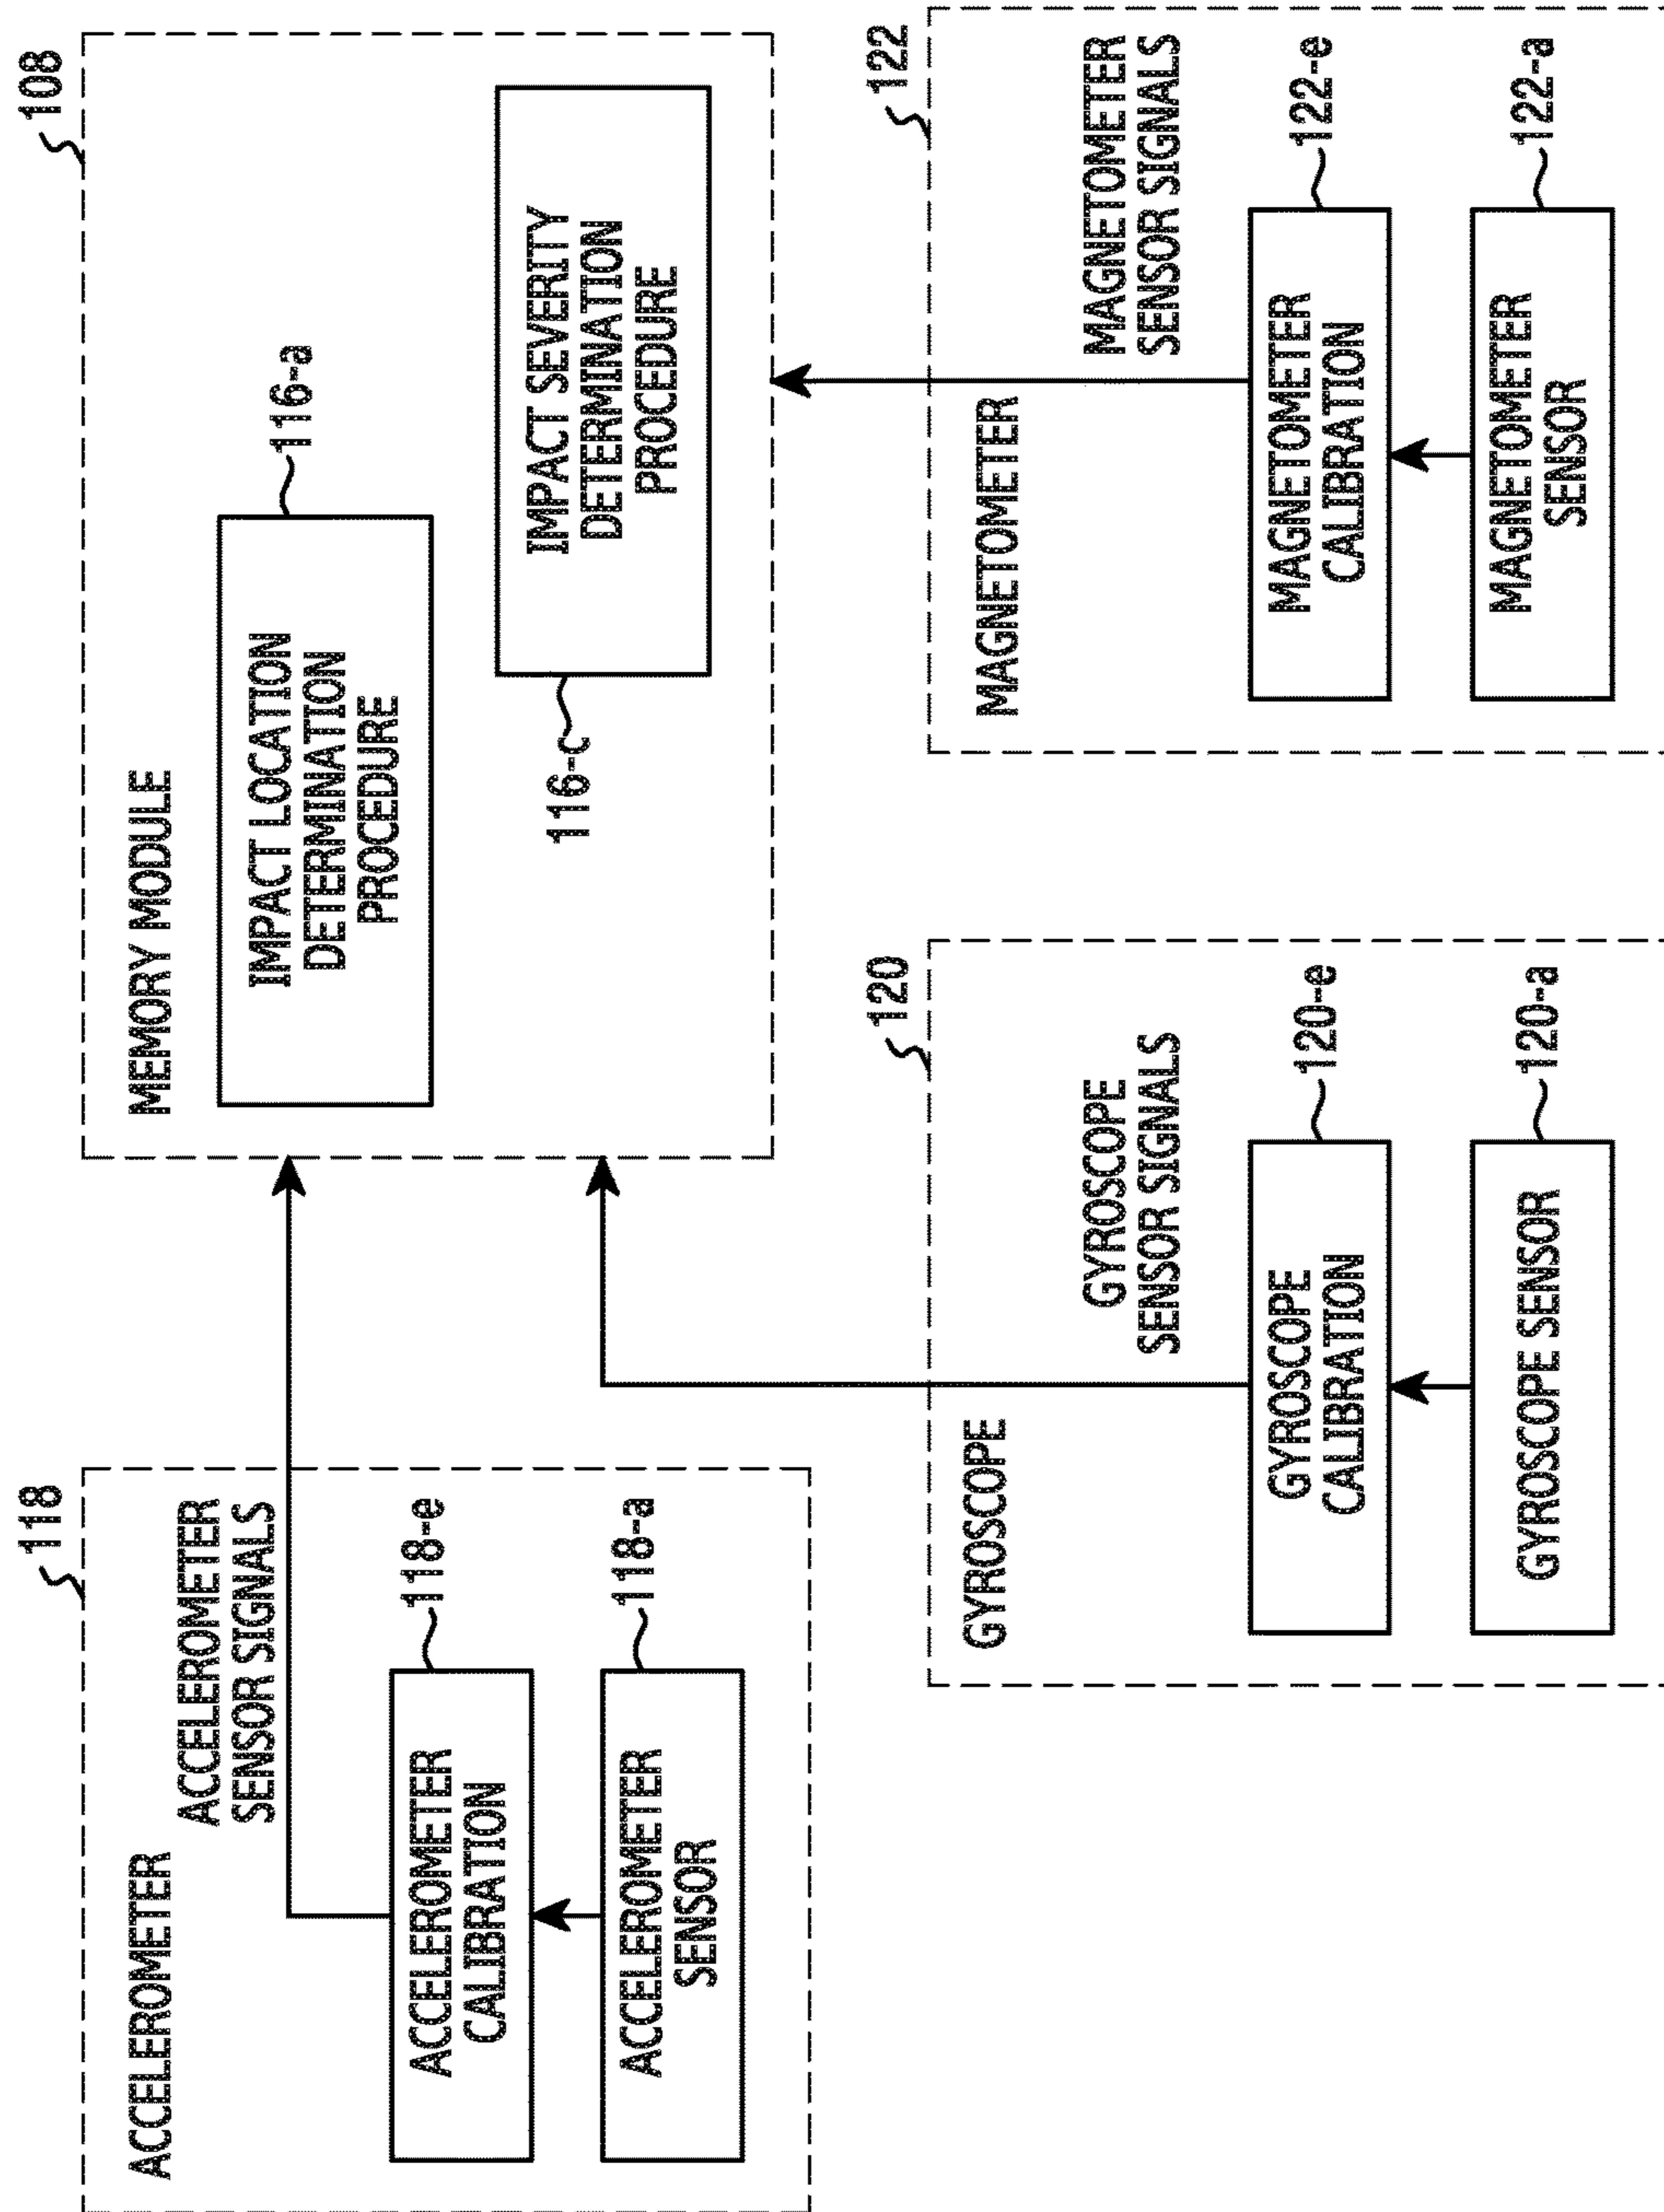 118
ACCELEROMETER
ACCELEROMETER
SENSOR SIGNALS
ACCELEROMETER
CALIBRATION
118-e
ACCELEROMETER
SENSOR
118-a
108
MEMORY MODULE
IMPACT LOCATION
DETERMINATION
PROCEDURE
116-a
IMPACT SEVERITY
DETERMINATION
PROCEDURE
116-c
120
GYROSCOPE
GYROSCOPE
SENSOR SIGNALS
GYROSCOPE
CALIBRATION
120-e
GYROSCOPE SENSOR
120-a
122
MAGNETOMETER
MAGNETOMETER
SENSOR SIGNALS
MAGNETOMETER
CALIBRATION
122-e
MAGNETOMETER
SENSOR
122-a